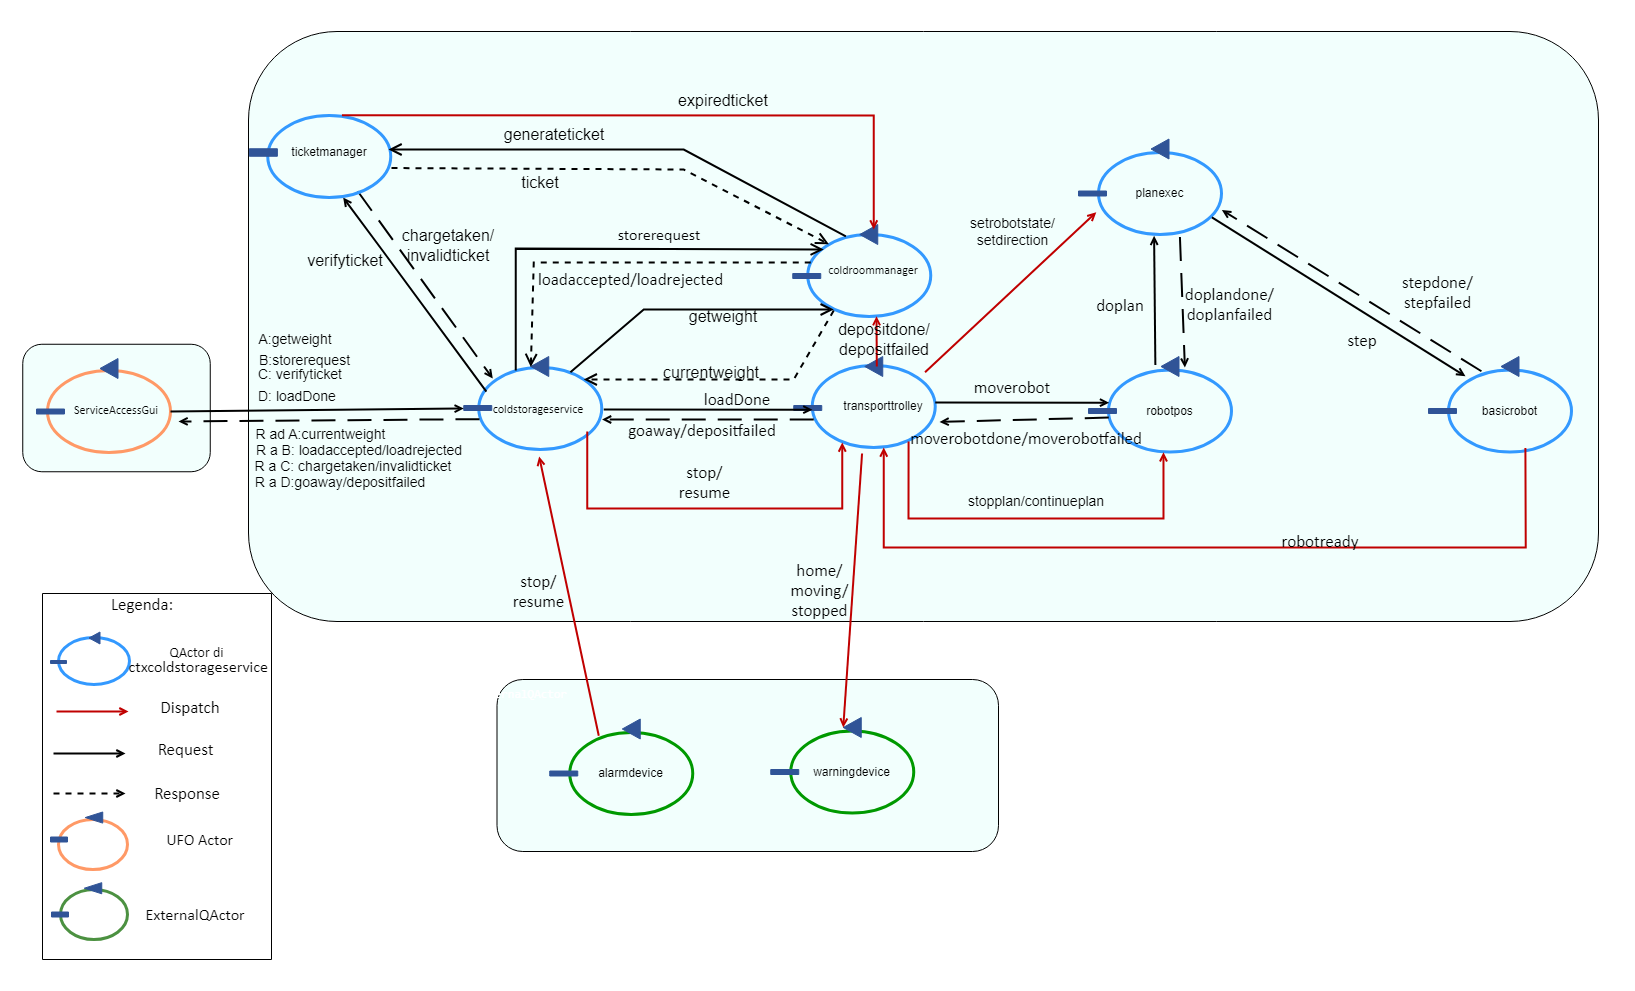 expiredticket
generateticket
ticketmanager
ticket
planexec
setrobotstate/
setdirection
chargetaken/
invalidticket
storerequest
verifyticket
coldroommanager
loadaccepted/loadrejected
stepdone/
stepfailed
doplandone/
doplanfailed
doplan
getweight
depositdone/
depositfailed
step
A:getweight
B:storerequest
C: verifyticket
D: loadDone
currentweight
moverobot
loadDone
ServiceAccessGui
coldstorageservice
transporttrolley
robotpos
basicrobot
goaway/depositfailed
moverobotdone/moverobotfailed
R ad A:currentweight
R a B: loadaccepted/loadrejected
R a C: chargetaken/invalidticket
R a D:goaway/depositfailed
stop/
resume
stopplan/continueplan
robotready
home/
moving/
stopped
stop/
resume
Legenda:
QActor di
ctxcoldstorageservice
Dispatch
Request
Response
UFO Actor
ExternalQActor
alarmdevice
warningdevice